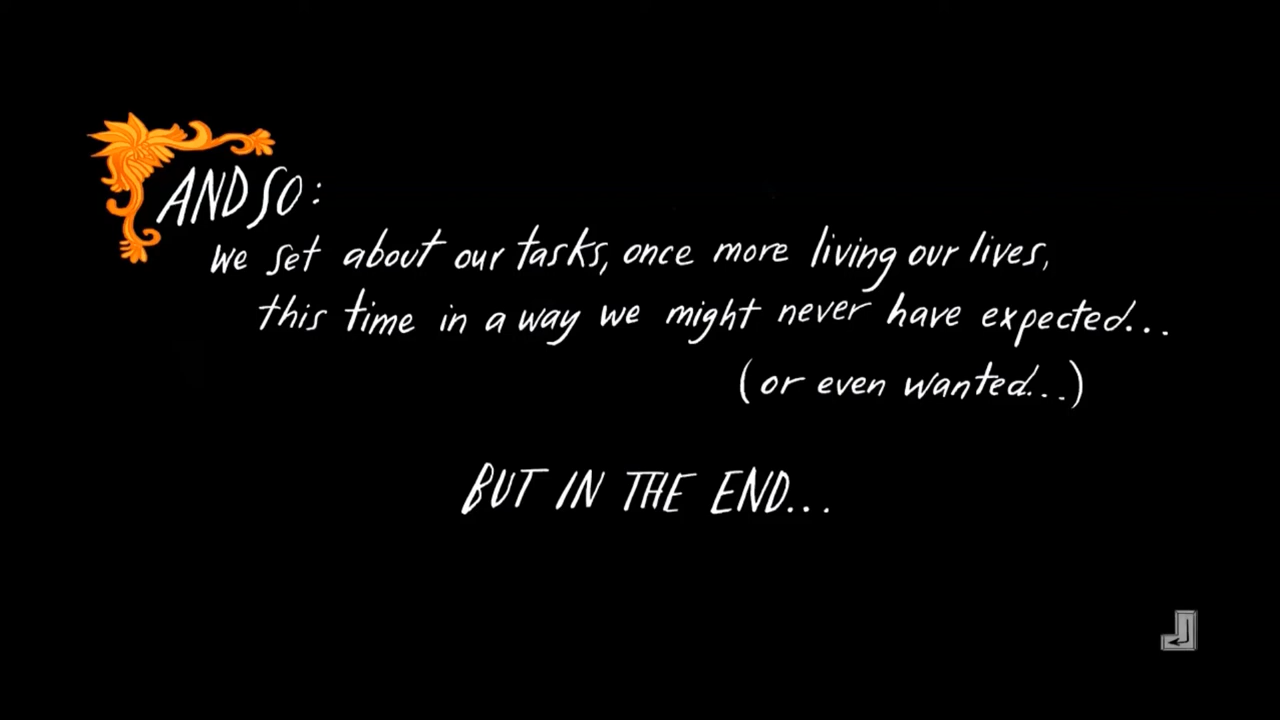 AND SO:
we set about our tasks, once more living our lives,
this time in a way we might never have expected...
(or even wanted...)
BUT IN THE END...